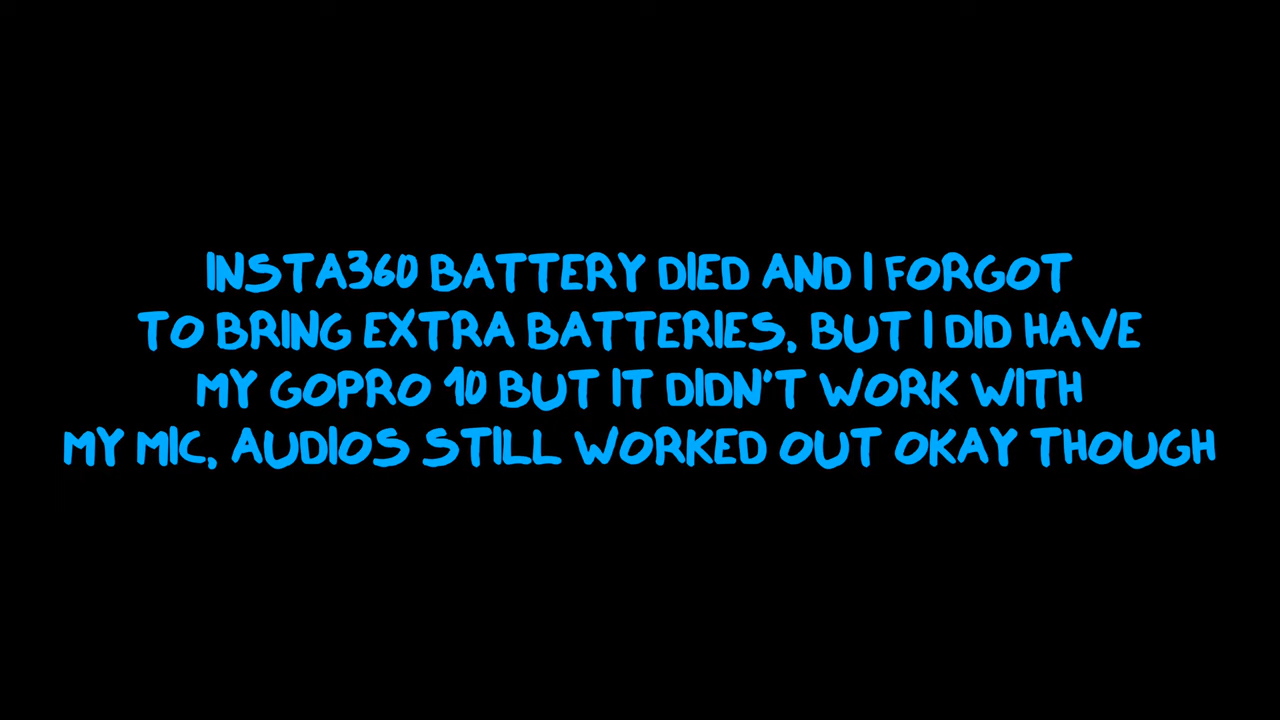 INSTA360 BATTERY DIED AND I FORGOT
TO BRING EXTRA BATTERIES, BUT I DID HAVE
MY GOPRO 10 BUT IT DIDN'T WORK WITH
MY MIC, AUDIOS STILL WORKED OUT OKAY THOUGH